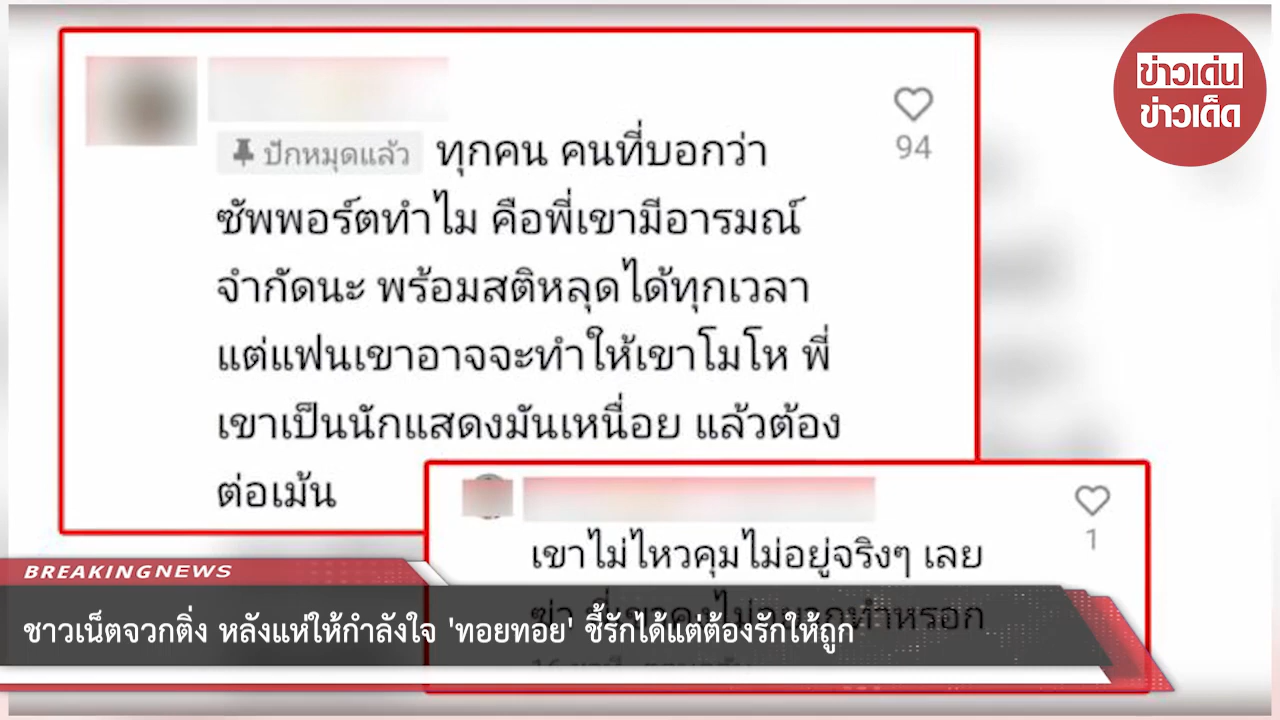 ข่าวเด่น
ข่าวเด็ด
ปักหมุดแล้ว ทุกคน คนที่บอกว่า
94
ซัพพอร์ตทำไม คือพี่เขามีอารมณ์
จำกัดนะ พร้อมสติหลุดได้ทุกเวลา
แต่แฟนเขาอาจจะทำให้เขาโมโห พี่
เขาเป็นนักแสดงมันเหนื่อย แล้วต้อง
ต่อเม้น
เขาไม่ไหวคุมไม่อยู่จริงๆ เลย
1
BREAKINGNEWS
ชาวเน็ตจวกติ่ง หลังแห่ให้กำลังใจ 'ทอยทอย' ชี้รักได้แต่ต้องรักให้ถูก